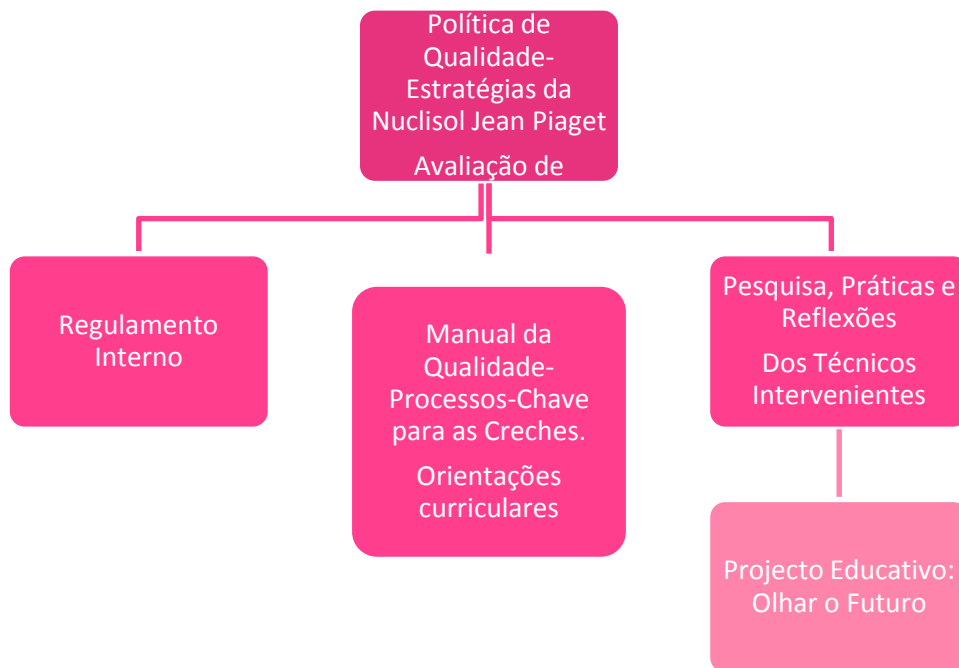 Política de
Qualidade-
Estratégias da
Nuclisol Jean Piaget
Avaliação de
Regulamento
Interno
Manual da
Qualidade-
Processos-Chave
para as Creches.
Orientações
curriculares
Pesquisa, Práticas e
Reflexões
Dos Técnicos
Intervenientes
Projecto Educativo:
Olhar o Futuro